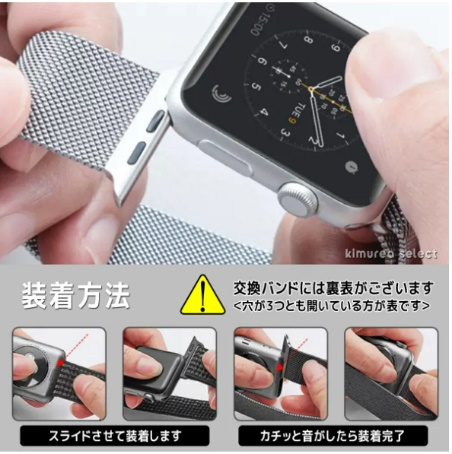 15:00
TUE 9
kimurea select
装着方法
交換バンドには裏表がございます
<穴が3つとも開いている方が表です>
スライドさせて装着します
カチッと音がしたら装着完了